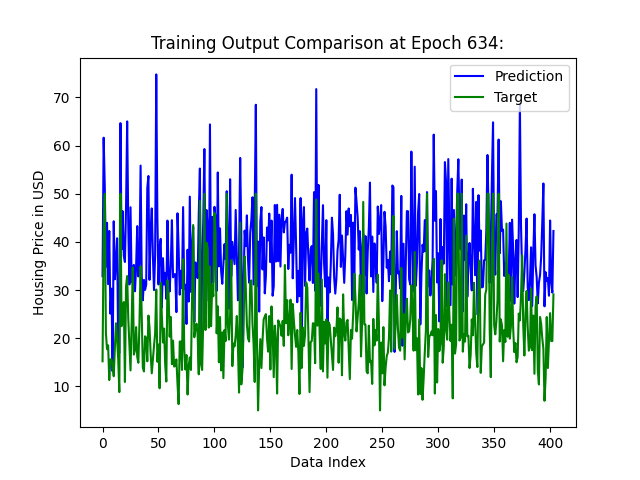 Training Output Comparison at Epoch 634:
Prediction
Target
Housing Price in USD
70
60
50
40
30
20
10
0 50 100 150 200 250 300 350 400
Data Index